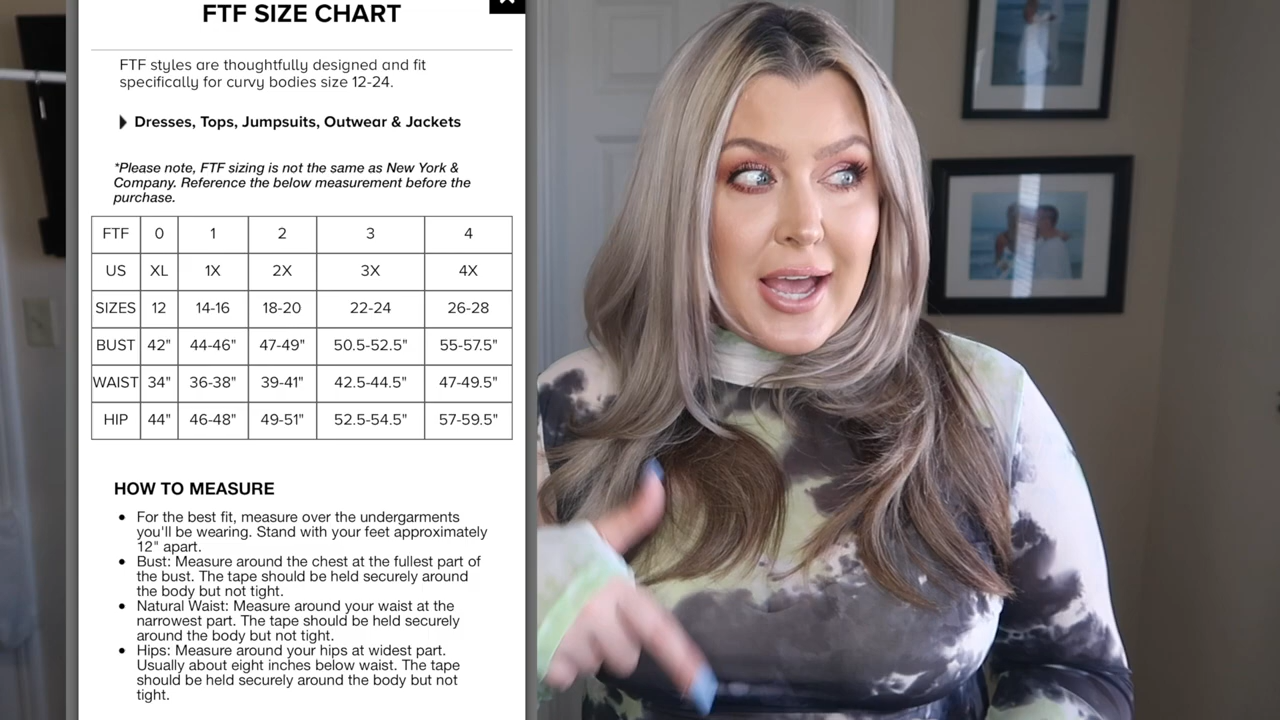 FTF SIZE CHART
FTF styles are thoughtfully designed and fit
specifically for curvy bodies size 12-24.
Dresses, Tops, Jumpsuits, Outwear & Jackets
*Please note, FTF sizing is not the same as New York &
Company. Reference the below measurement before the
purchase.
FTF 0 1 2 3 4
US XL 1X 2X 3X 4X
SIZES 12 14-16 18-20 22-24 26-28
BUST 42" 44-46" 47-49" 50.5-52.5" 55-57.5"
WAIST 34" 36-38" 39-41" 42.5-44.5" 47-49.5"
HIP 44" 46-48" 49-51" 52.5-54.5" 57-59.5"
HOW TO MEASURE
• For the best fit, measure over the undergarments
you'll be wearing. Stand with your feet approximately
12" apart.
• Bust: Measure around the chest at the fullest part of
the bust. The tape should be held securely around
the body but not tight.
• Natural Waist: Measure around your waist at the
narrowest part. The tape should be held securely
around the body but not tight.
• Hips: Measure around your hips at widest part.
Usually about eight inches below waist. The tape
should be held securely around the body but not
tight.